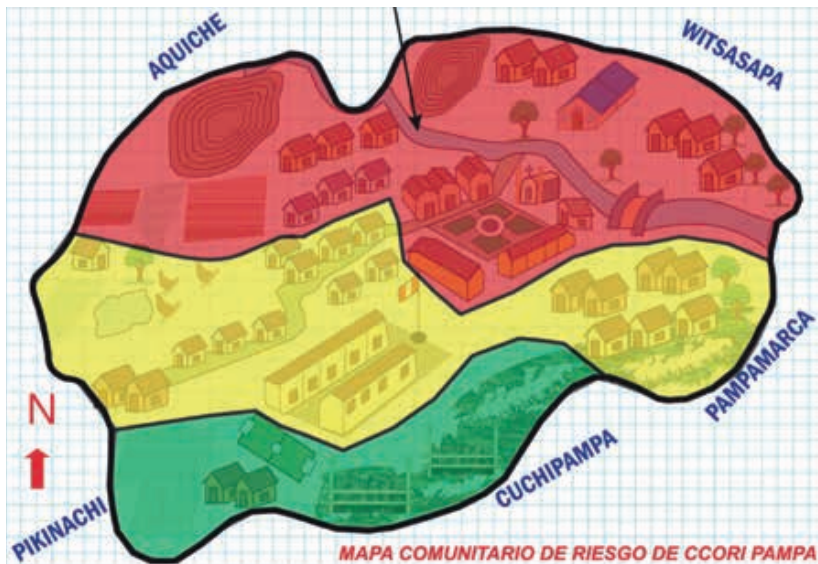 AQUICHE
WITSASAPA
N
PAMPAMARCA
CUCHIPAMPA
PIKINACHI
MAPA COMUNITARIO DE RIESGO DE CCORI PAMPA